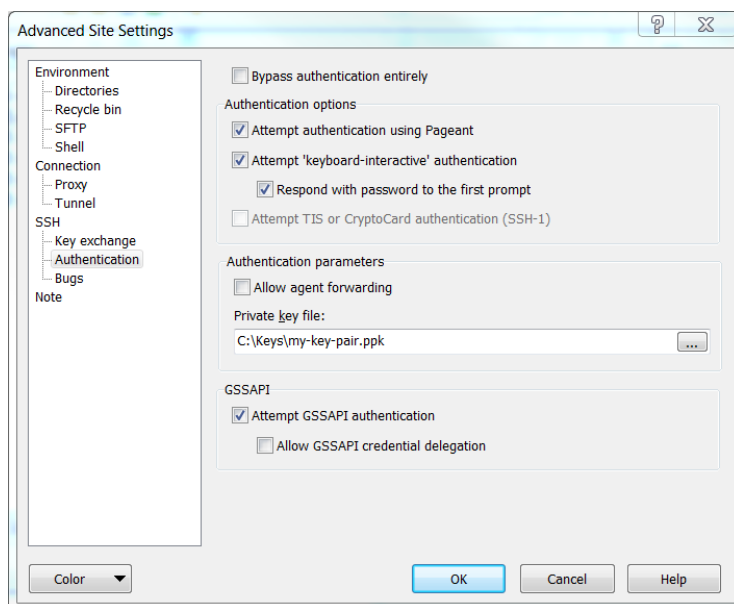 Advanced Site Settings
Environment
Directories
Recycle bin
SFTP
Shell
Connection
Proxy
Tunnel
SSH
Key exchange
Authentication
Bugs
Note
Bypass authentication entirely
Authentication options
Attempt authentication using Pageant
Attempt 'keyboard-interactive' authentication
Respond with password to the first prompt
Attempt TIS or CryptoCard authentication (SSH-1)
Authentication parameters
Allow agent forwarding
Private key file:
C:\Keys\my-key-pair.ppk
...
GSSAPI
Attempt GSSAPI authentication
Allow GSSAPI credential delegation
Color
OK
Cancel
Help